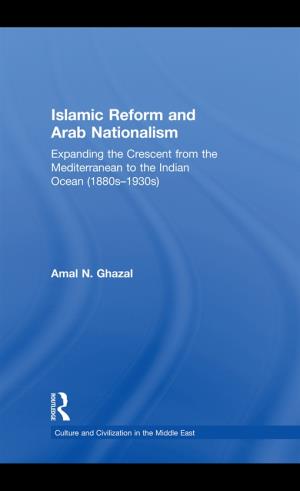 Islamic Reform and
Arab Nationalism
Expanding the Crescent from the
Mediterranean to the Indian
Ocean (1880s–1930s)
Amal N. Ghazal
ROUTLEDGE
Culture and Civilization in the Middle East